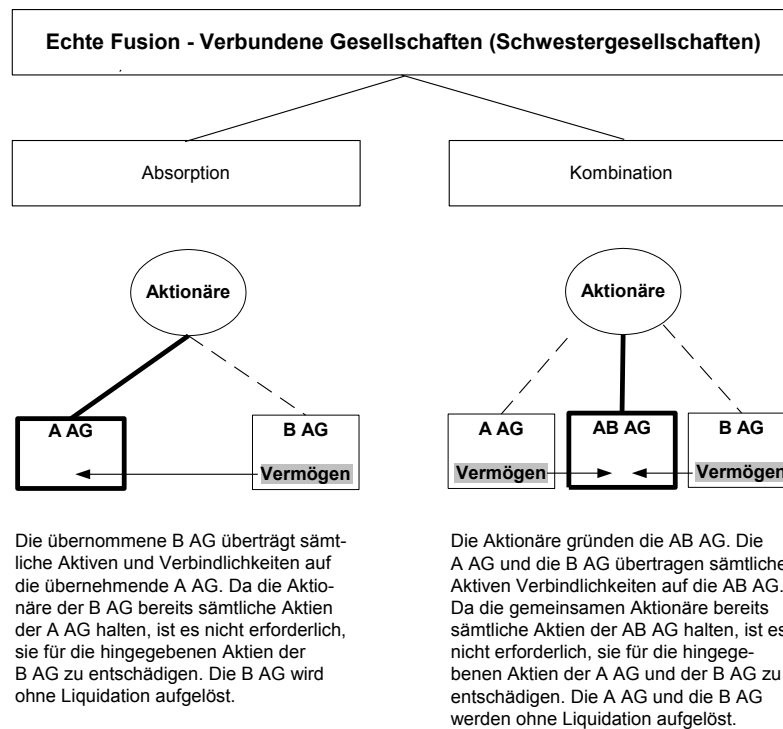 Echte Fusion - Verbundene Gesellschaften (Schwestergesellschaften)
Absorption
Kombination
Aktionäre
Aktionäre
A AG
B AG
Vermögen
A AG
AB AG
B AG
Vermögen
Vermögen
Die übernommene B AG überträgt sämt-
liche Aktiven und Verbindlichkeiten auf
die übernehmende A AG. Da die Aktio-
näre der B AG bereits sämtliche Aktien
der A AG halten, ist es nicht erforderlich,
sie für die hingegebenen Aktien der
B AG zu entschädigen. Die B AG wird
ohne Liquidation aufgelöst.
Die Aktionäre gründen die AB AG. Die
A AG und die B AG übertragen sämtliche
Aktiven Verbindlichkeiten auf die AB AG.
Da die gemeinsamen Aktionäre bereits
sämtliche Aktien der AB AG halten, ist es
nicht erforderlich, sie für die hingege-
benen Aktien der A AG und der B AG zu
entschädigen. Die A AG und die B AG
werden ohne Liquidation aufgelöst.